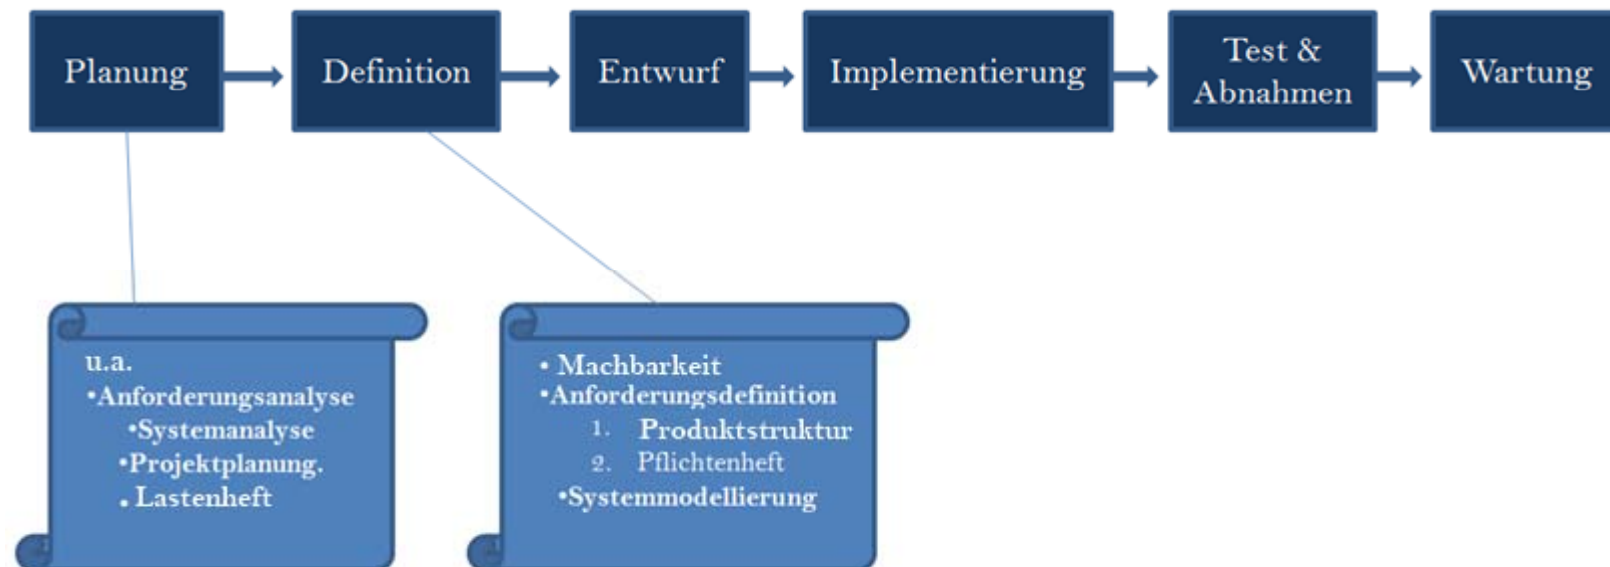 Planung
Definition
Entwurf
Implementierung
Test &
Abnahmen
Wartung
u.a.
•Anforderungsanalyse
•Systemanalyse
•Projektplanung.
. Lastenheft
• Machbarkeit
•Anforderungsdefinition
1. Produktstruktur
2. Pflichtenheft
•Systemmodellierung